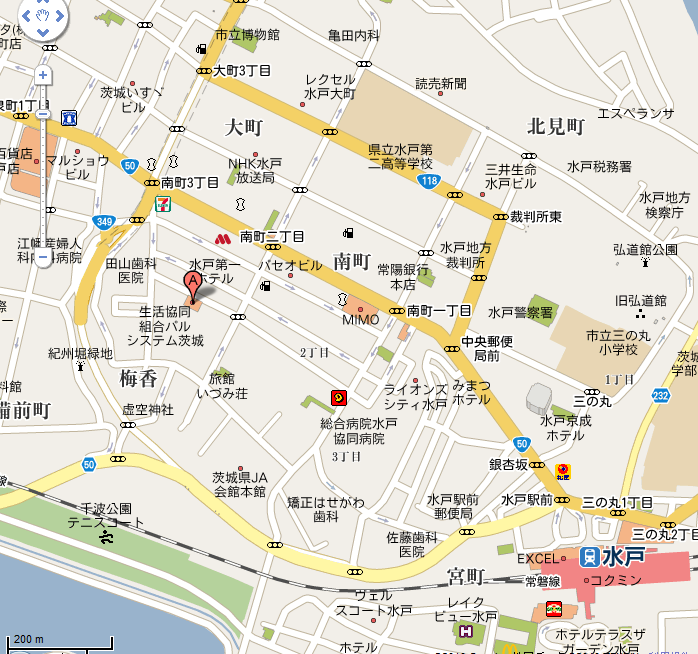 市立博物館
亀田内科
町店
大町3丁目
茨城いすゞ
ビル
レクセル
水戸大町
読売新聞
エスペランサ
町1丁目
大町
北見町
百貨店
戸店
マルショウ
ビル
50
NHK水戸
放送局
県立水戸第
二高等学校
三井生命
水戸ビル
水戸税務署
118
南町3丁目
水戸地方
検察庁
349
裁判所東
江幡産婦人
科内科病院
南町二丁目
水戸地方
裁判所
弘道館公園
田山歯科
医院
水戸第一
ホテル
パセオビル
南町
常陽銀行
本店
旧弘道館
A
生活協同
組合パル
システム茨城
MIMO
南町一丁目
水戸警察署
市立三の丸
小学校
中央郵便
局前
紀州堀緑地
2丁目
茨城
学部
梅香
旅館
いづみ荘
ライオンズ
シティ水戸
みまつ
ホテル
1丁目
三の丸
232
料館
備前町
虚空神社
総合病院水戸
協同病院
水戸京成
ホテル
3丁目
50
50
銀杏坂
茨城県JA
会館本館
千波公園
テニスコート
矯正はせがわ
歯科
水戸駅前
郵便局
水戸駅前
三の丸1丁目
佐藤歯科
医院
三の丸2丁目
EXCEL
水戸
宮町
常磐線
コクミン
ヴェル
スコート水戸
レイク
ビュー水戸
200 m
ホテル
ホテルテラスザ
ガーデン水戸